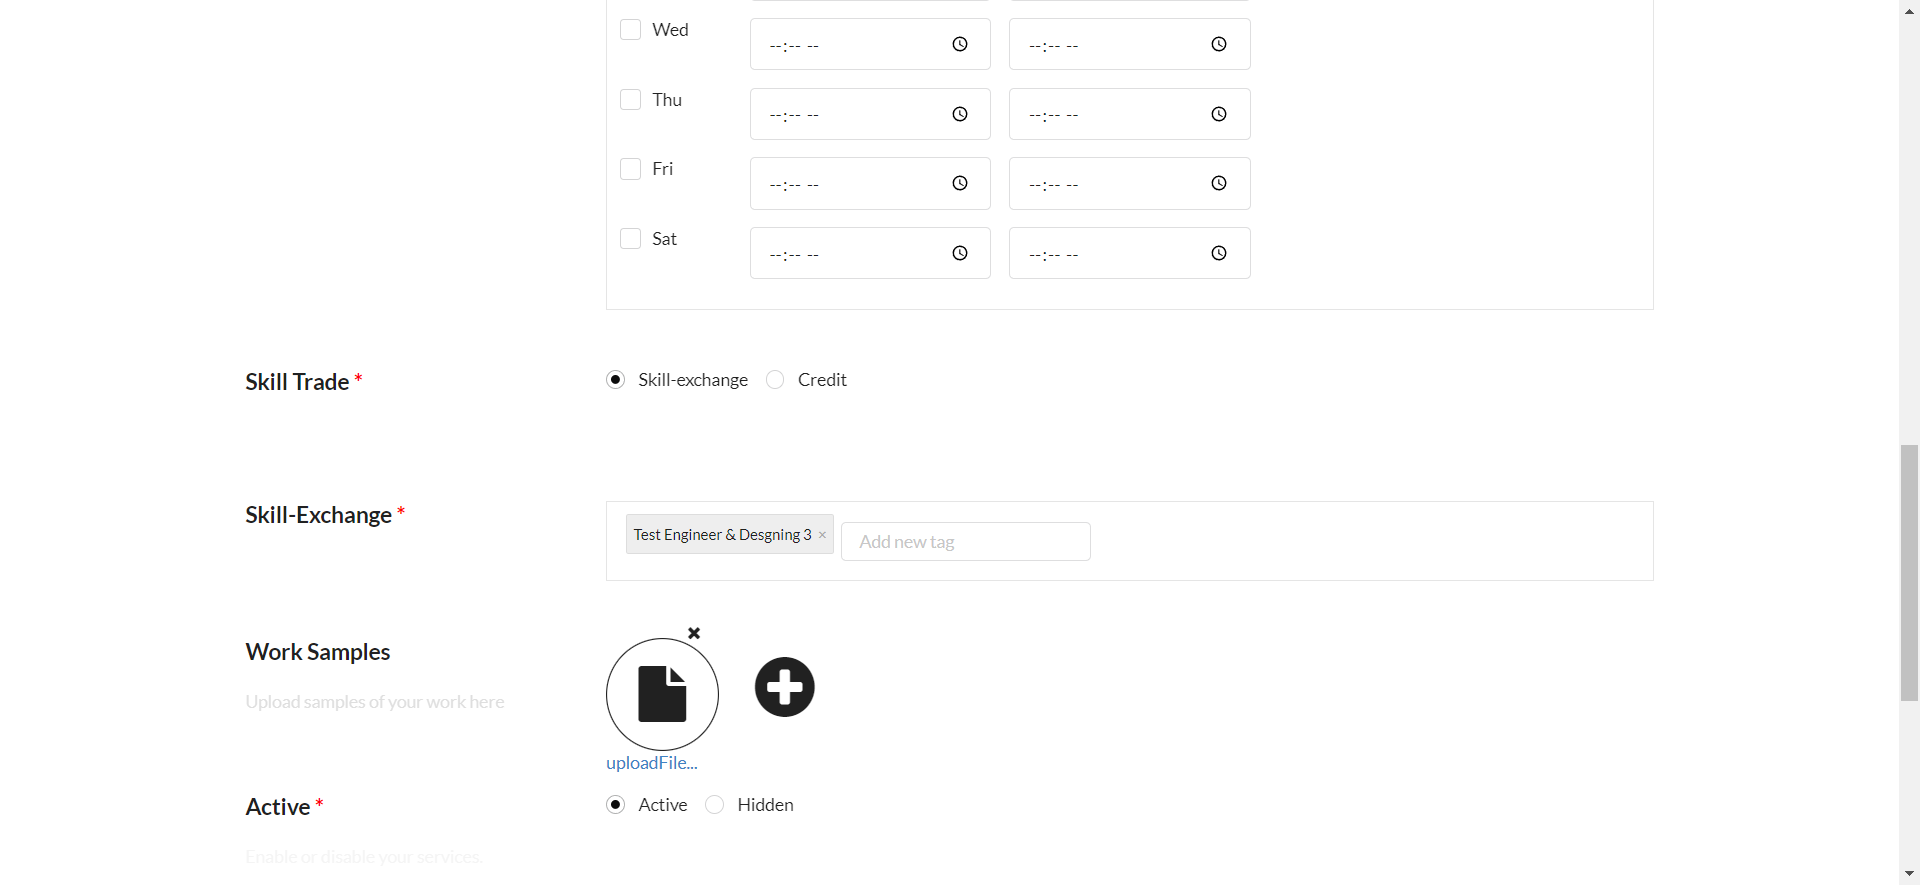 Wed --:-- -- --:-- --
Thu --:-- -- --:-- --
Fri --:-- -- --:-- --
Sat --:-- -- --:-- --
Skill Trade * Skill-exchange Credit
Skill-Exchange * Test Engineer & Desgning 3 × Add new tag
Work Samples
Upload samples of your work here
uploadFile...
Active * Active Hidden
Enable or disable your services.